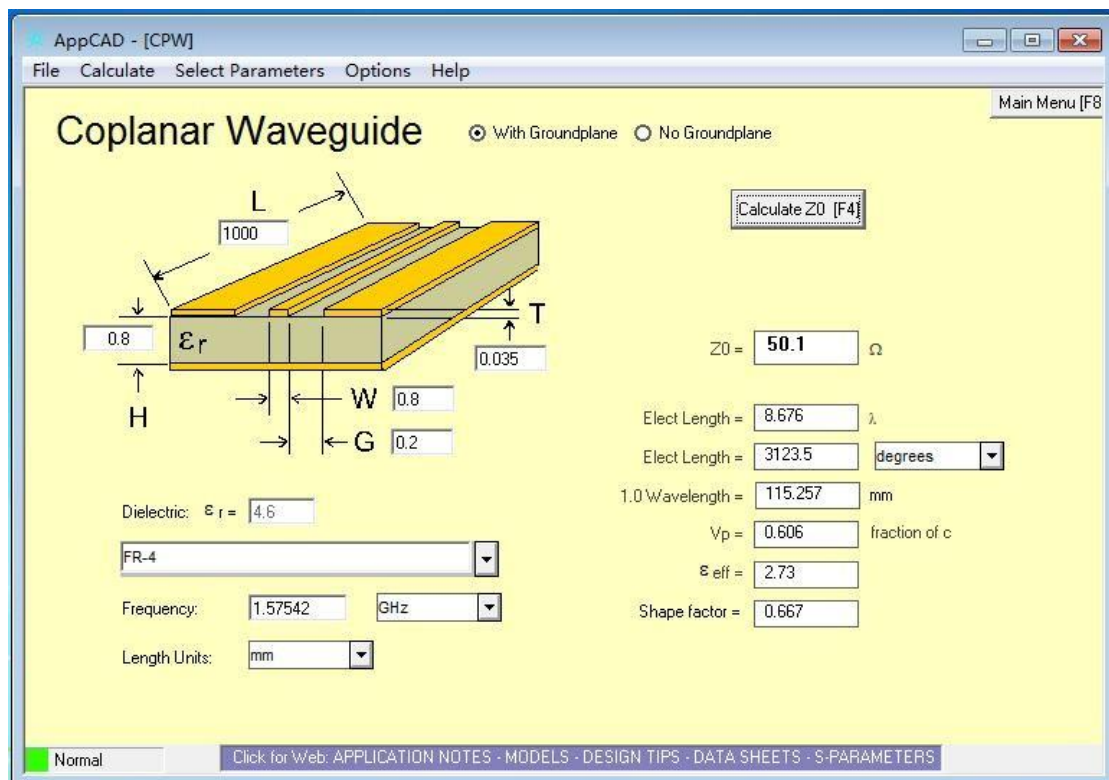 AppCAD - [CPW]
File Calculate Select Parameters Options Help
Main Menu [F8
Coplanar Waveguide
With Groundplane No Groundplane
Calculate Z0 [F4]
L
1000
0.8
εr
T
0.035
H
W 0.8
G 0.2
Z0 = 50.1 Ω
Elect Length = 8.676 λ
Elect Length = 3123.5 degrees
1.0 Wavelength = 115.257 mm
Vp = 0.606 fraction of c
ε eff = 2.73
Shape factor = 0.667
Dielectric: ε r = 4.6
FR-4
Frequency: 1.57542 GHz
Length Units: mm
Normal
Click for Web: APPLICATION NOTES - MODELS - DESIGN TIPS - DATA SHEETS - S-PARAMETERS